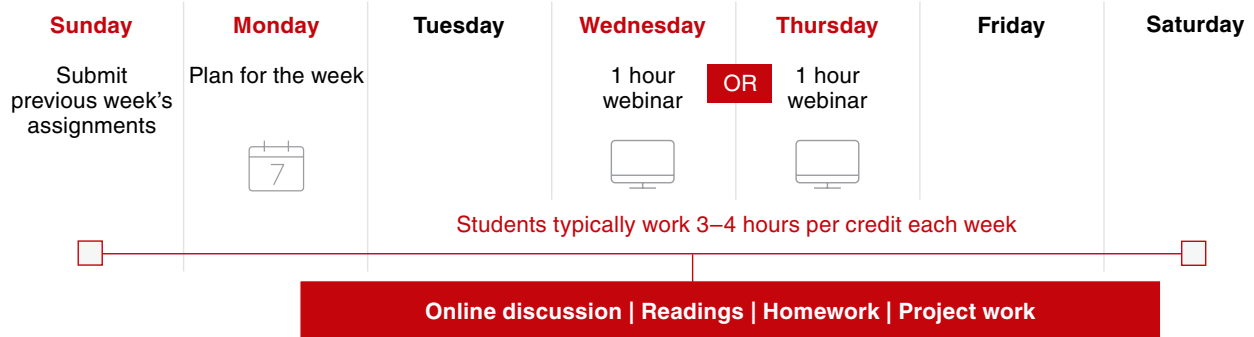 Sunday
Submit
previous week's
assignments
Monday
Plan for the week
7
Tuesday
Wednesday
1 hour
webinar
OR
Thursday
1 hour
webinar
Friday
Saturday
Students typically work 3–4 hours per credit each week
Online discussion | Readings | Homework | Project work